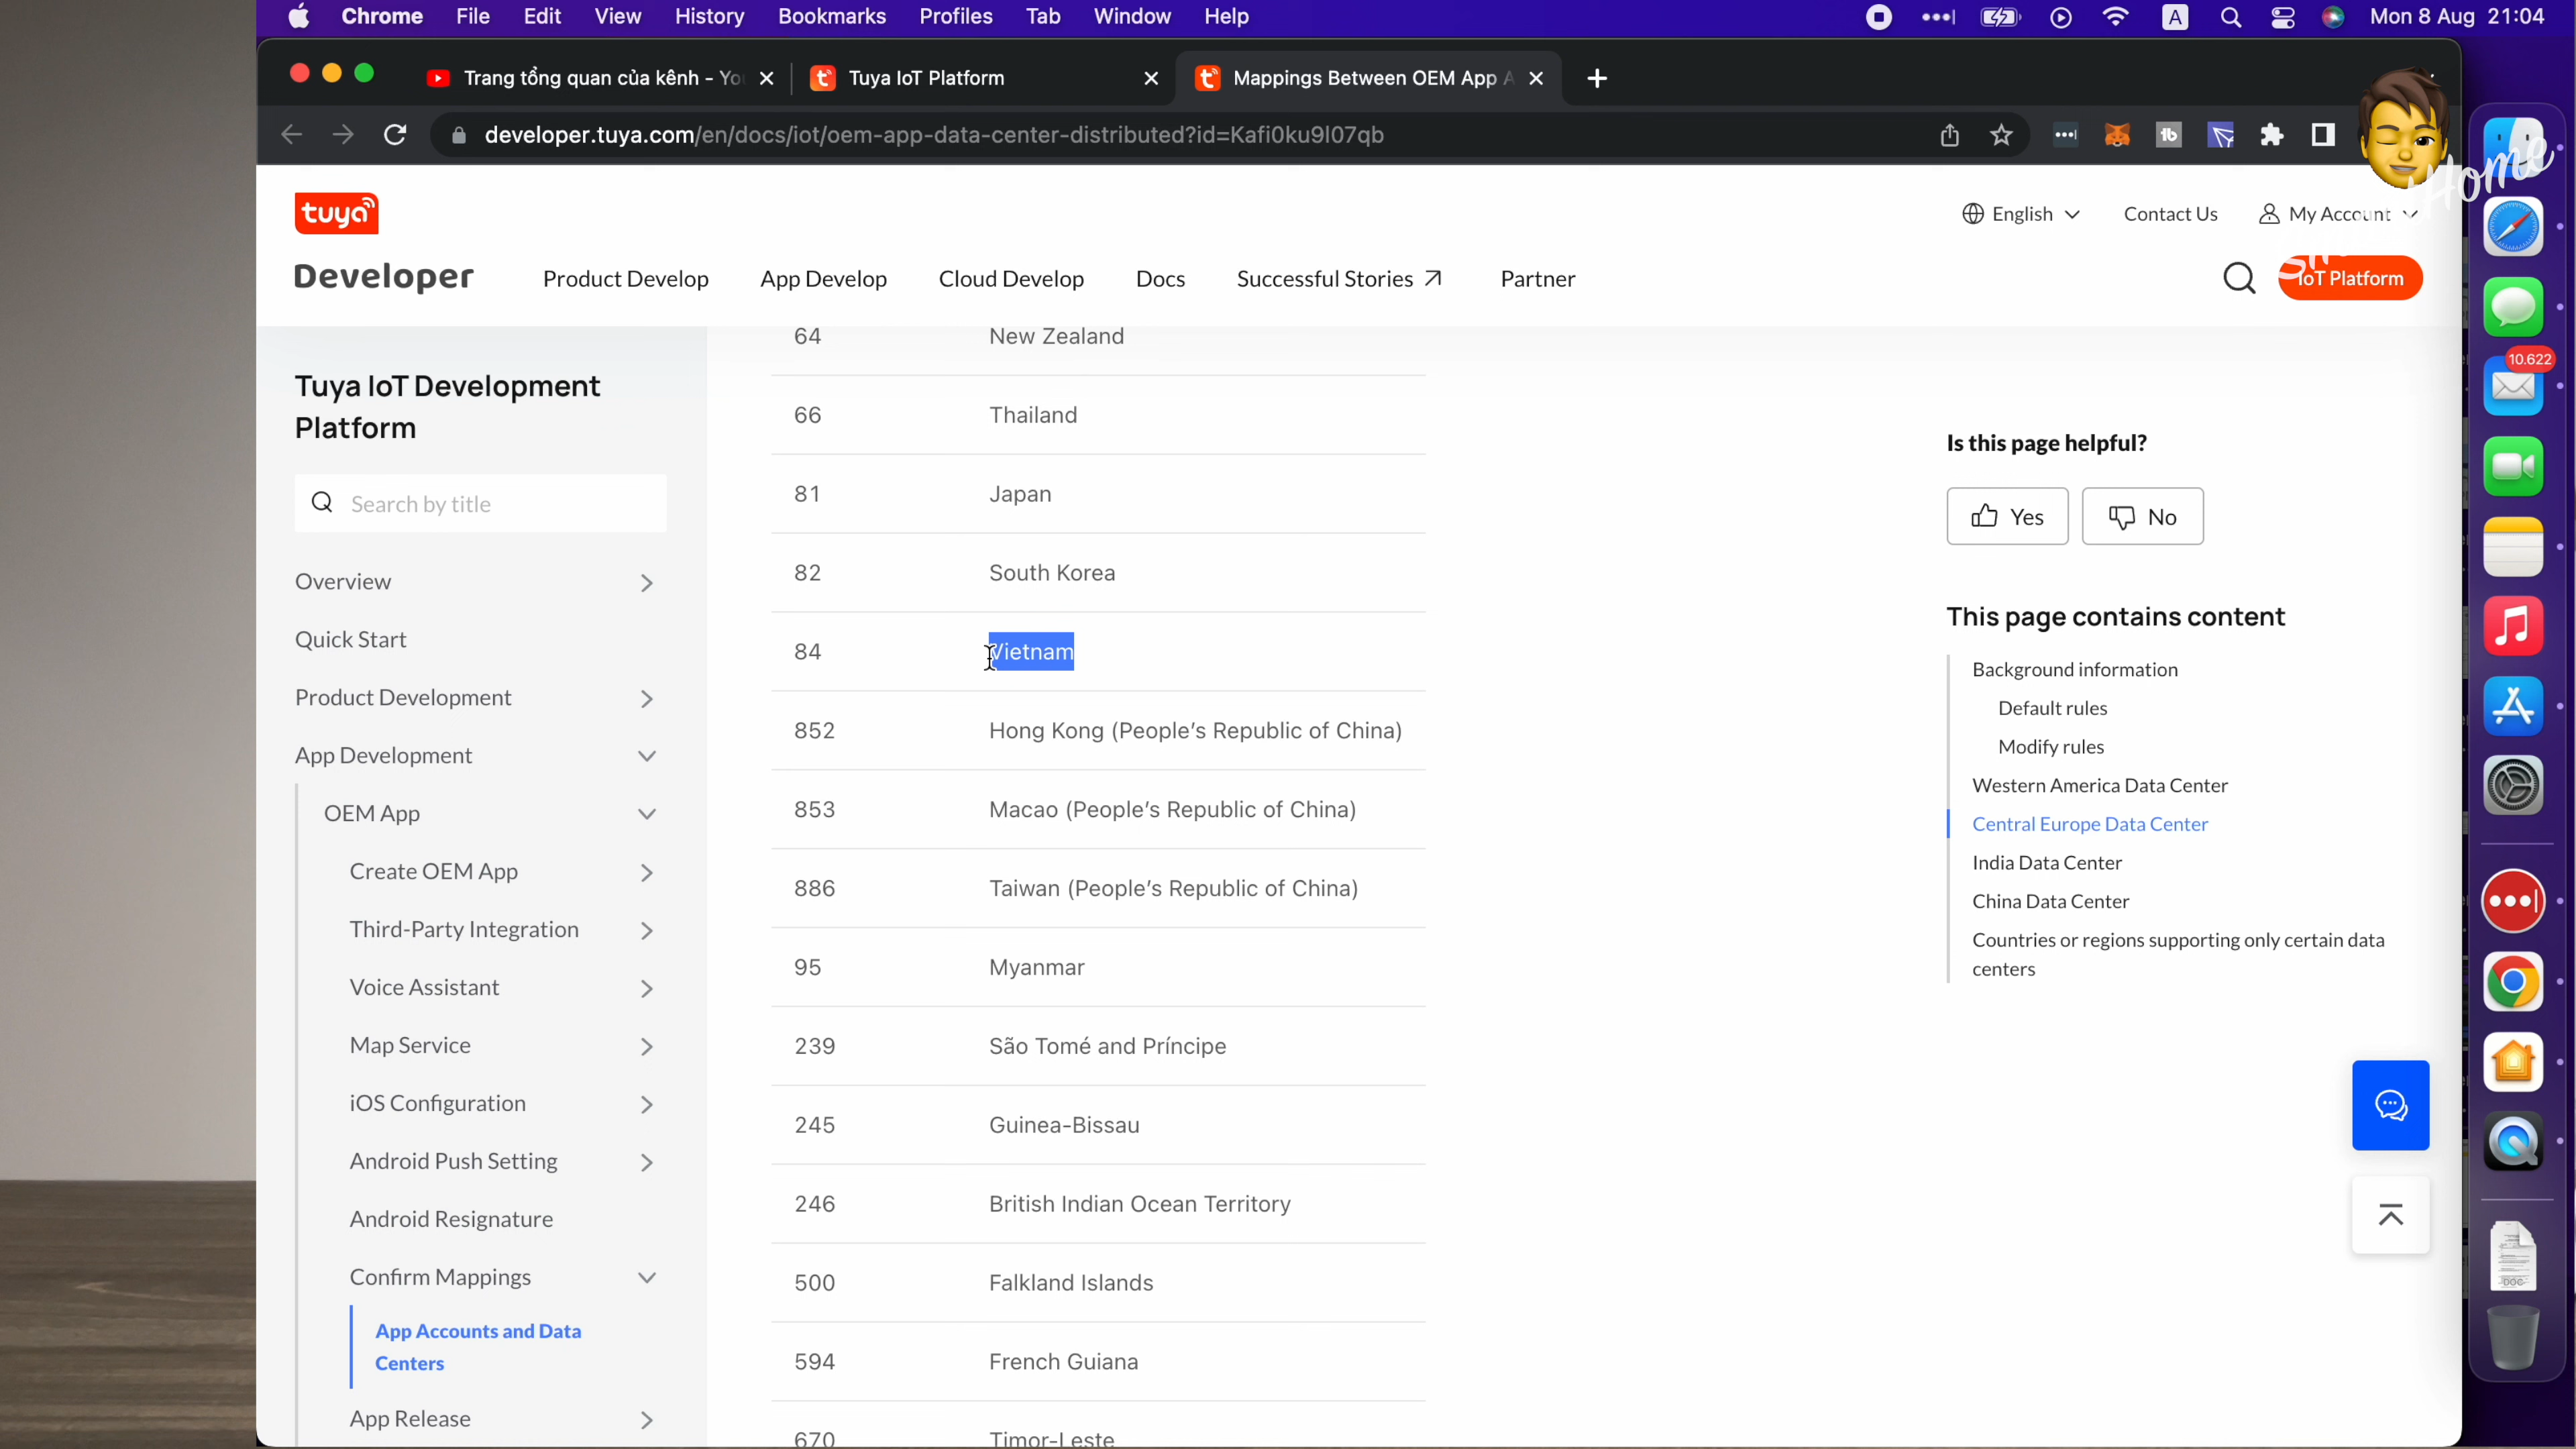 Chrome File Edit View History Bookmarks Profiles Tab Window Help
A
Mon 8 Aug 21:04
Trang tổng quan của kênh - You
Tuya IoT Platform
Mappings Between OEM App A
developer.tuya.com/en/docs/iot/oem-app-data-center-distributed?id=Kafi0ku9l07qb
Home
tuya
English
Contact Us
My Account
Developer
Product Develop
App Develop
Cloud Develop
Docs
Successful Stories
Partner
IoT Platform
10.622
Tuya IoT Development
Platform
Search by title
Overview
Quick Start
Product Development
App Development
OEM App
Create OEM App
Third-Party Integration
Voice Assistant
Map Service
iOS Configuration
Android Push Setting
Android Resignature
Confirm Mappings
App Accounts and Data
Centers
App Release
64 New Zealand
66 Thailand
81 Japan
82 South Korea
84 Vietnam
852 Hong Kong (People’s Republic of China)
853 Macao (People’s Republic of China)
886 Taiwan (People’s Republic of China)
95 Myanmar
239 São Tomé and Príncipe
245 Guinea-Bissau
246 British Indian Ocean Territory
500 Falkland Islands
594 French Guiana
670 Timor-Leste
Is this page helpful?
Yes
No
This page contains content
Background information
Default rules
Modify rules
Western America Data Center
Central Europe Data Center
India Data Center
China Data Center
Countries or regions supporting only certain data
centers
DOC